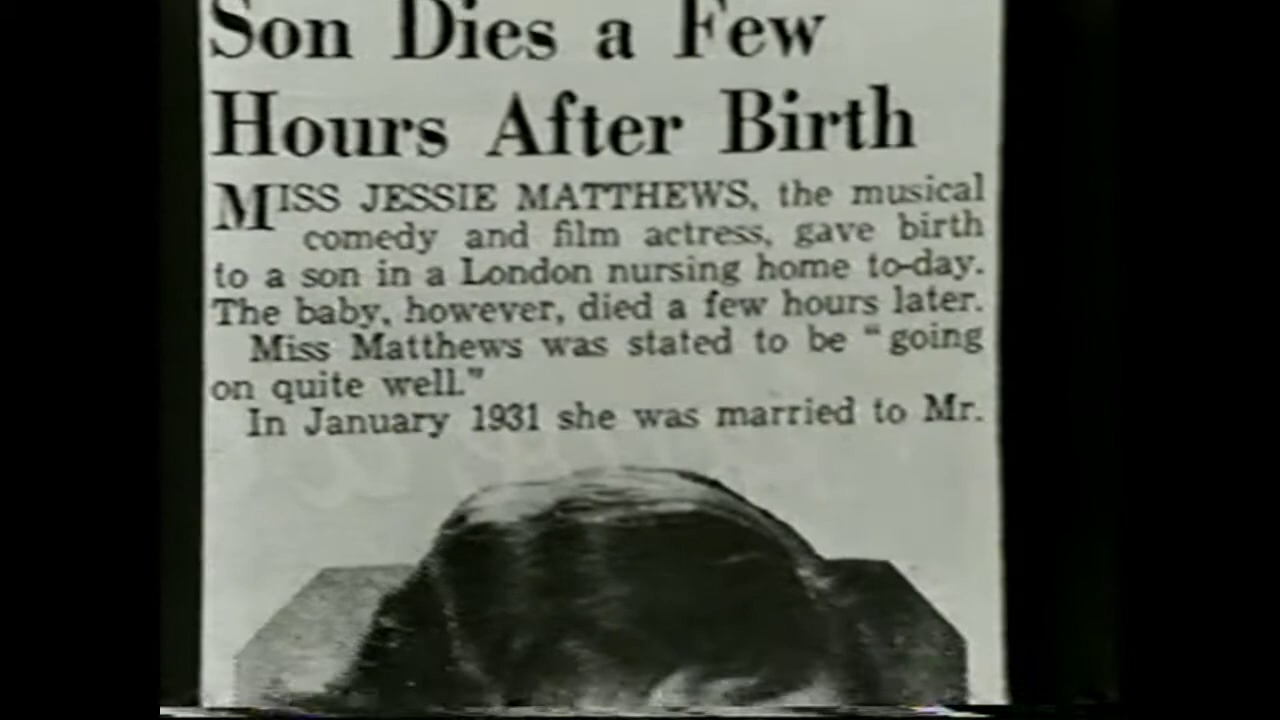 Son Dies a Few
Hours After Birth
MISS JESSIE MATTHEWS, the musical
comedy and film actress, gave birth
to a son in a London nursing home to-day.
The baby, however, died a few hours later.
Miss Matthews was stated to be “going
on quite well.”
In January 1931 she was married to Mr.